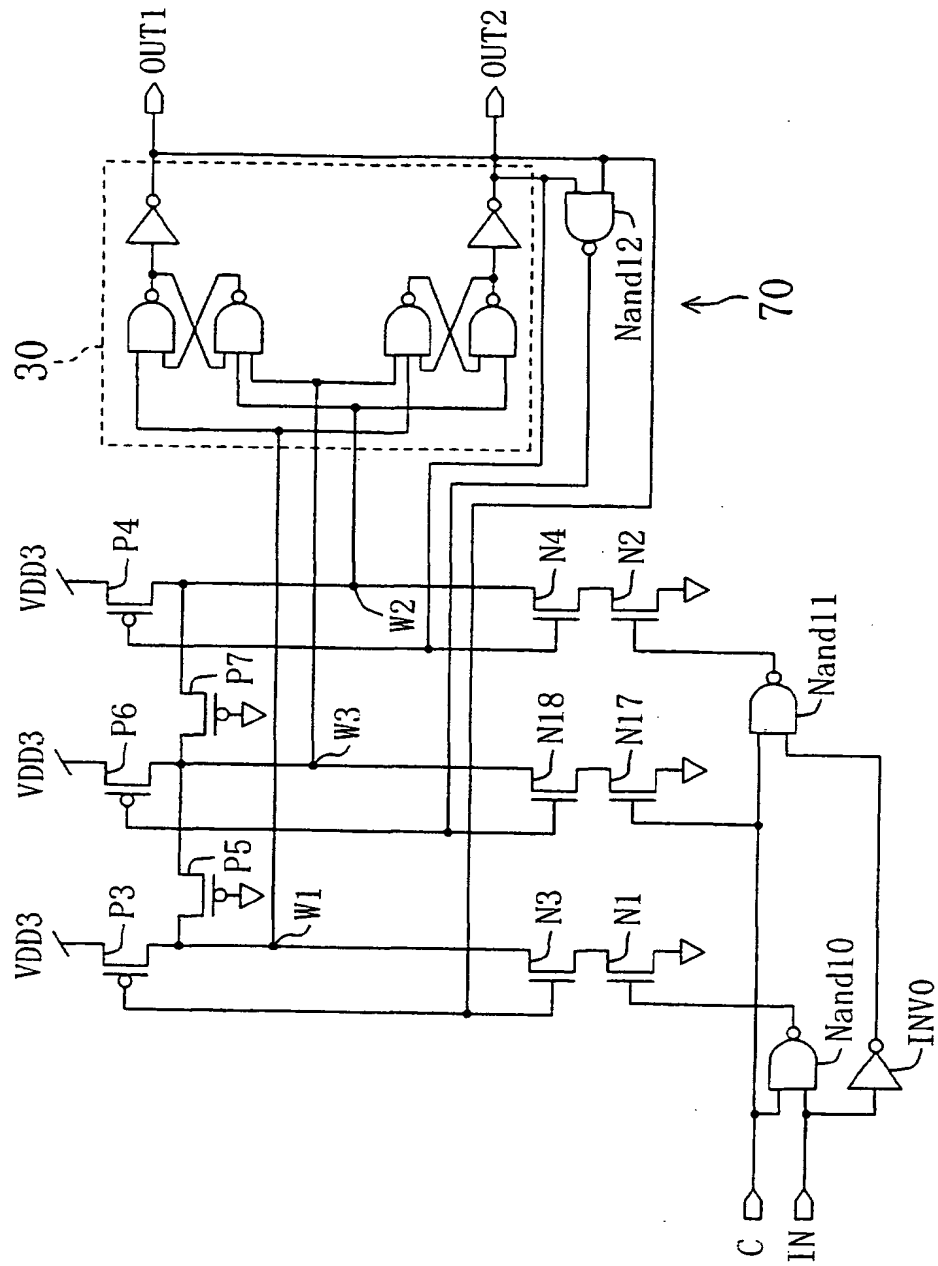 OUT1
OUT2
30
Nand12
70
VDD3
P4
VDD3
P6
P7
VDD3
P3
P5
W2
W3
W1
N4
N2
N18
N17
N3
N1
Nand11
Nand10
INV0
C
IN